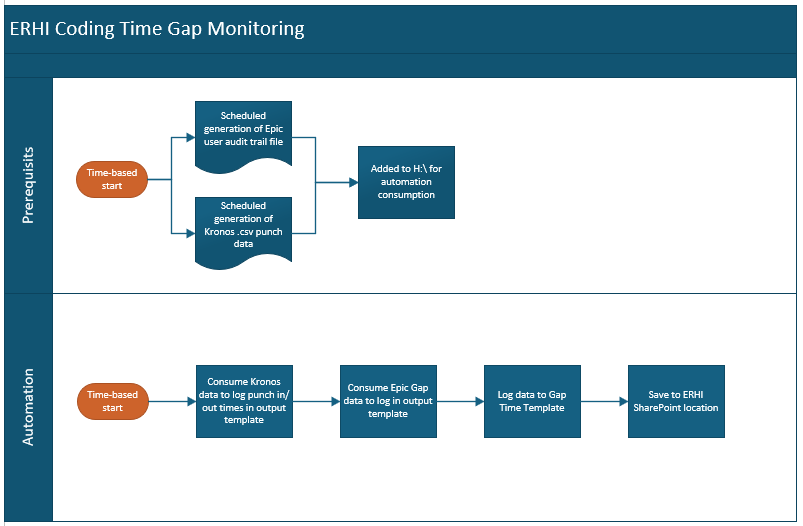 ERHI Coding Time Gap Monitoring
Prerequisits
Time-based
start
Scheduled
generation of Epic
user audit trail file
Scheduled
generation of
Kronos .csv punch
data
Added to H:\ for
automation
consumption
Automation
Time-based
start
Consume Kronos
data to log punch in/
out times in output
template
Consume Epic Gap
data to log in output
template
Log data to Gap
Time Template
Save to ERHI
SharePoint location